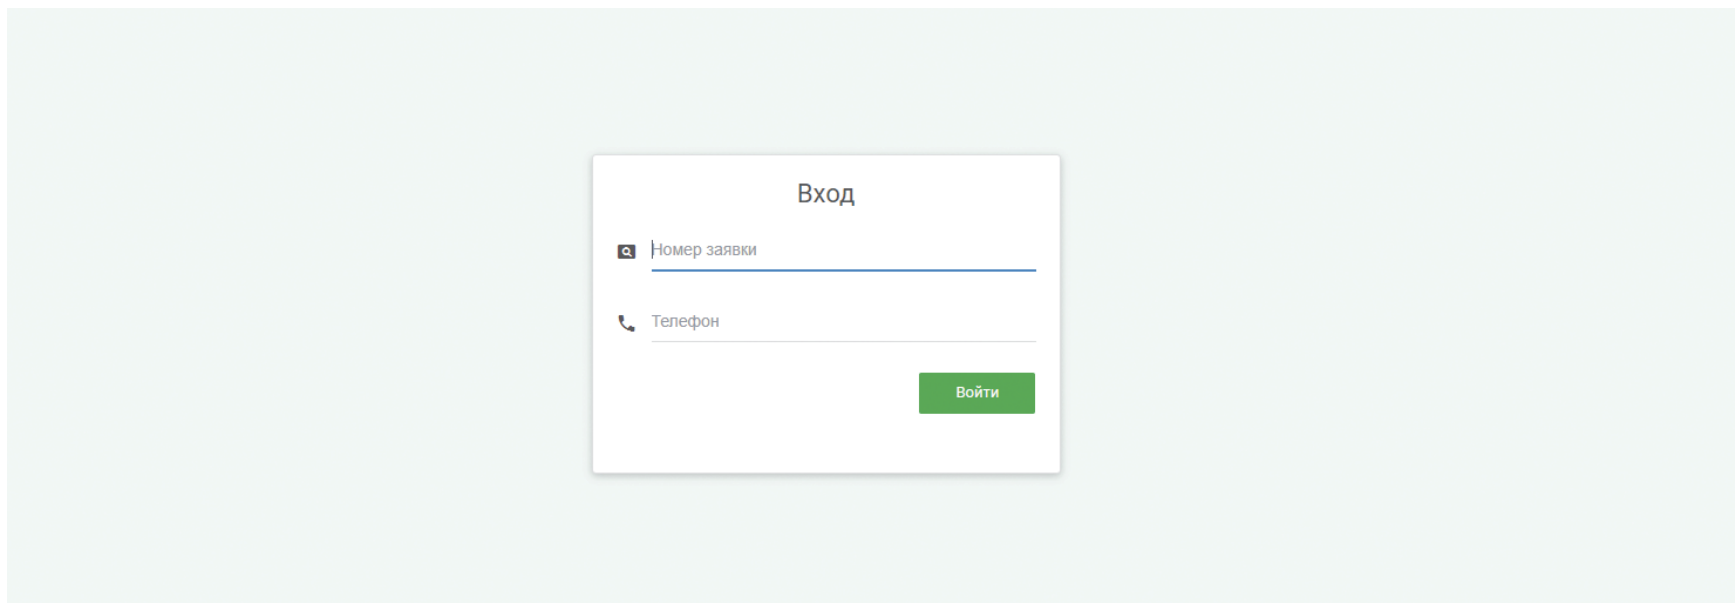 Вход
Номер заявки
Телефон
Войти